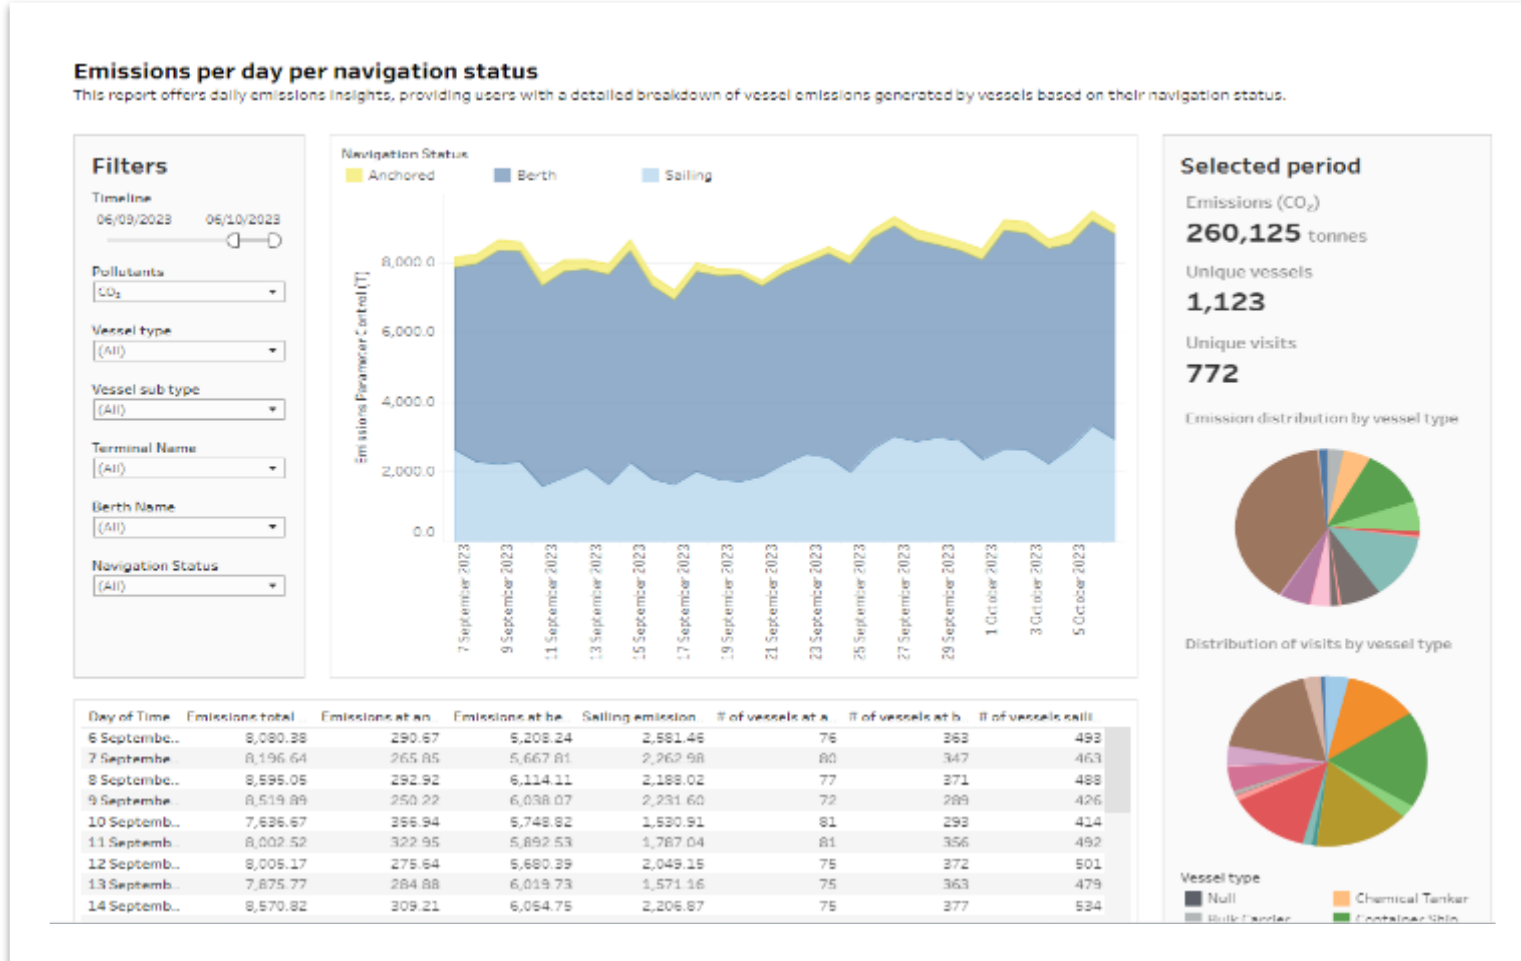 Emissions per day per navigation status
This report offers daily emissions insights, providing users with a detailed breakdown of vessel emissions generated by vessels based on their navigation status.
Filters
Timeline
06/09/2023 06/10/2023
Pollutants
CO₂
Vessel type
(All)
Vessel sub type
(All)
Terminal Name
(All)
Berth Name
(All)
Navigation Status
(All)
Navigation Status
Anchored Berth Sailing
Emissions Parameter Control (T)
8,000.0
6,000.0
4,000.0
2,000.0
0.0
7 September 2023
9 September 2023
11 September 2023
13 September 2023
15 September 2023
17 September 2023
19 September 2023
21 September 2023
23 September 2023
25 September 2023
27 September 2023
29 September 2023
1 October 2023
3 October 2023
5 October 2023
Selected period
Emissions (CO₂)
260,125 tonnes
Unique vessels
1,123
Unique visits
772
Emission distribution by vessel type
Distribution of visits by vessel type
Vessel type
Null Chemical Tanker
Bulk Carrier Container Ship
Day of Time Emissions total .. Emissions at an.. Emissions at be.. Sailing emission.. # of vessels at a.. # of vessels at b.. # of vessels saili..
6 Septembe.. 8,080.38 290.67 5,208.24 2,581.46 76 363 493
7 Septembe.. 8,196.64 265.85 5,667.81 2,262.98 80 347 463
8 Septembe.. 8,595.05 292.92 6,114.11 2,188.02 77 371 488
9 Septembe.. 8,519.89 250.22 6,038.07 2,231.60 72 289 426
10 Septemb.. 7,636.67 356.94 5,748.82 1,530.91 81 293 414
11 Septemb.. 8,002.52 322.95 5,892.53 1,787.04 81 356 492
12 Septemb.. 8,005.17 275.64 5,680.39 2,049.15 75 372 501
13 Septemb.. 7,875.77 284.88 6,019.73 1,571.16 75 363 479
14 Septemb.. 8,570.82 309.21 6,054.75 2,206.87 75 377 534